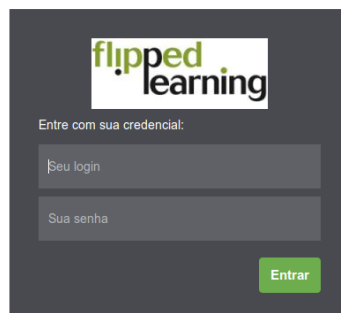 flipped
learning
Entre com sua credencial:
Seu login
Sua senha
Entrar